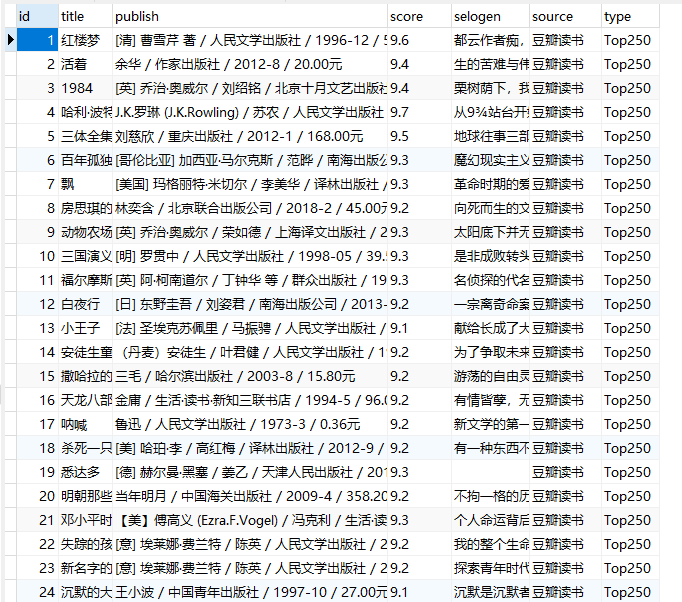 id title publish score selogen source type
1 红楼梦 [清] 曹雪芹 著 / 人民文学出版社 / 1996-12 / 5 9.6 都云作者痴, 豆瓣读书 Top250
2 活着 余华 / 作家出版社 / 2012-8 / 20.00元 9.4 生的苦难与伟 豆瓣读书 Top250
3 1984 [英] 乔治·奥威尔 / 刘绍铭 / 北京十月文艺出版社 9.4 栗树荫下，我 豆瓣读书 Top250
4 哈利·波特 J.K.罗琳 (J.K.Rowling) / 苏农 / 人民文学出版社 9.7 从9¾站台开始 豆瓣读书 Top250
5 三体全集 刘慈欣 / 重庆出版社 / 2012-1 / 168.00元 9.5 地球往事三部 豆瓣读书 Top250
6 百年孤独 [哥伦比亚] 加西亚·马尔克斯 / 范晔 / 南海出版公 9.3 魔幻现实主义 豆瓣读书 Top250
7 飘 [美国] 玛格丽特·米切尔 / 李美华 / 译林出版社 / 9.3 革命时期的爱 豆瓣读书 Top250
8 房思琪的 林奕含 / 北京联合出版公司 / 2018-2 / 45.00元 9.2 向死而生的文 豆瓣读书 Top250
9 动物农场 [英] 乔治·奥威尔 / 荣如德 / 上海译文出版社 / 2 9.3 太阳底下并无 豆瓣读书 Top250
10 三国演义 [明] 罗贯中 / 人民文学出版社 / 1998-05 / 39.5 9.3 是非成败转头 豆瓣读书 Top250
11 福尔摩斯 [英] 阿·柯南道尔 / 丁钟华 等 / 群众出版社 / 19 9.3 名侦探的代名 豆瓣读书 Top250
12 白夜行 [日] 东野圭吾 / 刘姿君 / 南海出版公司 / 2013- 9.2 一宗离奇命案 豆瓣读书 Top250
13 小王子 [法] 圣埃克苏佩里 / 马振骋 / 人民文学出版社 / 9.1 献给长成了大 豆瓣读书 Top250
14 安徒生童 （丹麦）安徒生 / 叶君健 / 人民文学出版社 / 19 9.2 为了争取未来 豆瓣读书 Top250
15 撒哈拉的 三毛 / 哈尔滨出版社 / 2003-8 / 15.80元 9.2 游荡的自由灵 豆瓣读书 Top250
16 天龙八部 金庸 / 生活·读书·新知三联书店 / 1994-5 / 96.0 9.2 有情皆孽，无 豆瓣读书 Top250
17 呐喊 鲁迅 / 人民文学出版社 / 1973-3 / 0.36元 9.2 新文学的第一 豆瓣读书 Top250
18 杀死一只 [美] 哈珀·李 / 高红梅 / 译林出版社 / 2012-9 / 9.2 有一种东西不 豆瓣读书 Top250
19 悉达多 [德] 赫尔曼·黑塞 / 姜乙 / 天津人民出版社 / 201 9.3 豆瓣读书 Top250
20 明朝那些 当年明月 / 中国海关出版社 / 2009-4 / 358.20 9.2 不拘一格的历 豆瓣读书 Top250
21 邓小平时 【美】傅高义 (Ezra.F.Vogel) / 冯克利 / 生活·读 9.3 个人命运背后 豆瓣读书 Top250
22 失踪的孩 [意] 埃莱娜·费兰特 / 陈英 / 人民文学出版社 / 2 9.2 我的整个生命 豆瓣读书 Top250
23 新名字的 [意] 埃莱娜·费兰特 / 陈英 / 人民文学出版社 / 2 9.2 探索青年时代 豆瓣读书 Top250
24 沉默的大 王小波 / 中国青年出版社 / 1997-10 / 27.00元 9.1 沉默是沉默者 豆瓣读书 Top250